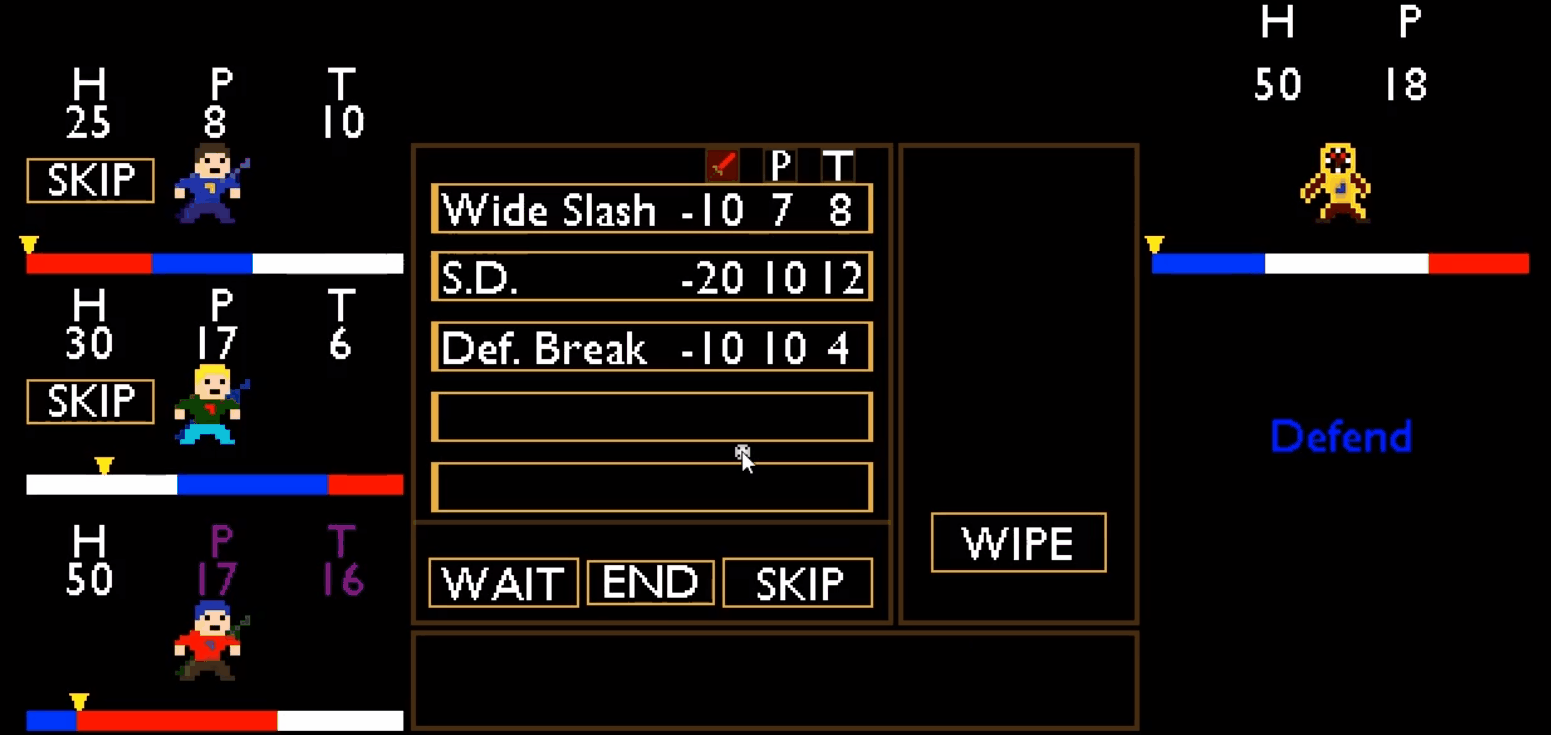 H P
50 18
H P T
25 8 10
SKIP
P T
Wide Slash -10 7 8
S.D. -20 10 12
Def. Break -10 10 4
H P T
30 17 6
SKIP
Defend
H P T
50 17 16
WAIT END SKIP
WIPE